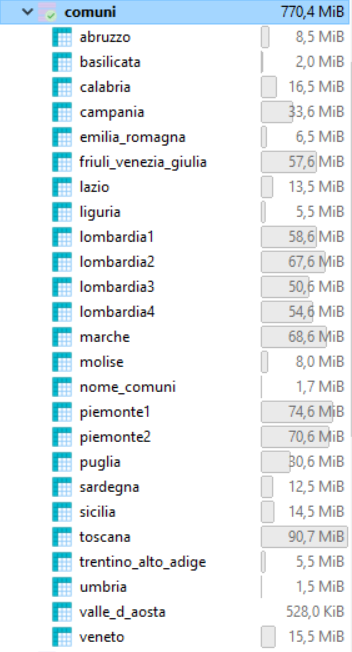 comuni 770,4 MiB
abruzzo 8,5 MiB
basilicata 2,0 MiB
calabria 16,5 MiB
campania 33,6 MiB
emilia_romagna 6,5 MiB
friuli_venezia_giulia 57,6 MiB
lazio 13,5 MiB
liguria 5,5 MiB
lombardia1 58,6 MiB
lombardia2 67,6 MiB
lombardia3 50,6 MiB
lombardia4 54,6 MiB
marche 68,6 MiB
molise 8,0 MiB
nome_comuni 1,7 MiB
piemonte1 74,6 MiB
piemonte2 70,6 MiB
puglia 30,6 MiB
sardegna 12,5 MiB
sicilia 14,5 MiB
toscana 90,7 MiB
trentino_alto_adige 5,5 MiB
umbria 1,5 MiB
valle_d_aosta 528,0 KiB
veneto 15,5 MiB